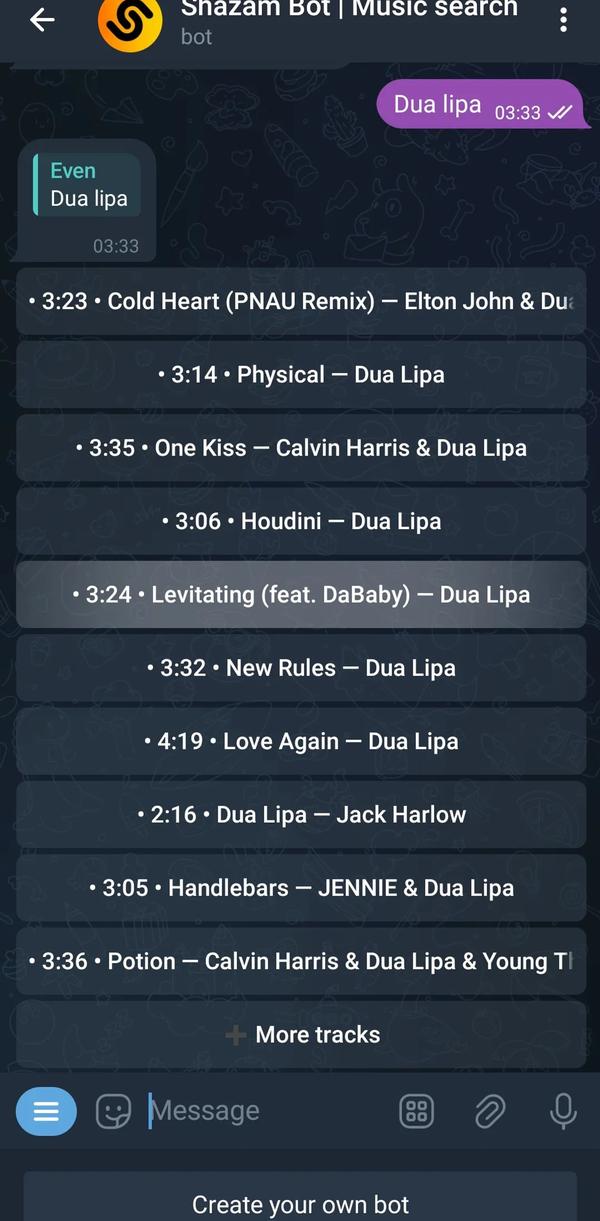 Shazam Bot | Music search
bot
Dua lipa 03:33
Even
Dua lipa
03:33
• 3:23 • Cold Heart (PNAU Remix) — Elton John & Dua
• 3:14 • Physical — Dua Lipa
• 3:35 • One Kiss — Calvin Harris & Dua Lipa
• 3:06 • Houdini — Dua Lipa
• 3:24 • Levitating (feat. DaBaby) — Dua Lipa
• 3:32 • New Rules — Dua Lipa
• 4:19 • Love Again — Dua Lipa
• 2:16 • Dua Lipa — Jack Harlow
• 3:05 • Handlebars — JENNIE & Dua Lipa
• 3:36 • Potion — Calvin Harris & Dua Lipa & Young
➕ More tracks
Message
Create your own bot